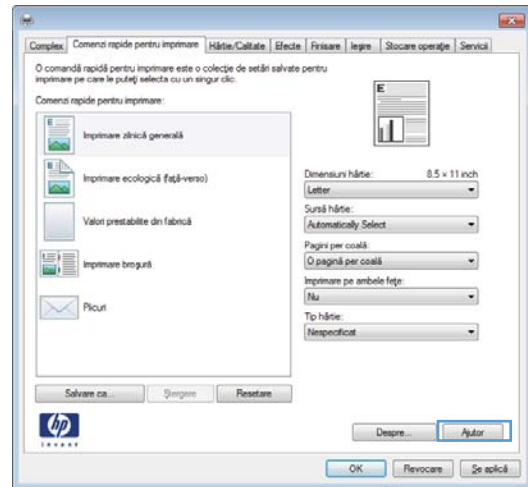 Complex Comenzi rapide pentru imprimare Hârtie/Calitate Efecte Finisare Ieşire Stocare operaţie Servicii
O comandă rapidă pentru imprimare este o colecţie de setări salvate pentru
imprimare pe care le puteţi selecta cu un singur clic.
Comenzi rapide pentru imprimare:
Imprimare zilnică generală
Imprimare ecologică (faţă-verso)
Valori prestabilite din fabrică
Imprimare broşură
Plicuri
E
Dimensiuni hârtie: 8.5 × 11 inch
Letter
Sursă hârtie:
Automatically Select
Pagini per coală:
O pagină per coală
Imprimare pe ambele feţe:
Nu
Tip hârtie:
Nespecificat
Salvare ca... Ştergere Resetare
hp
invent
Despre... Ajutor
OK Revocare Se aplică